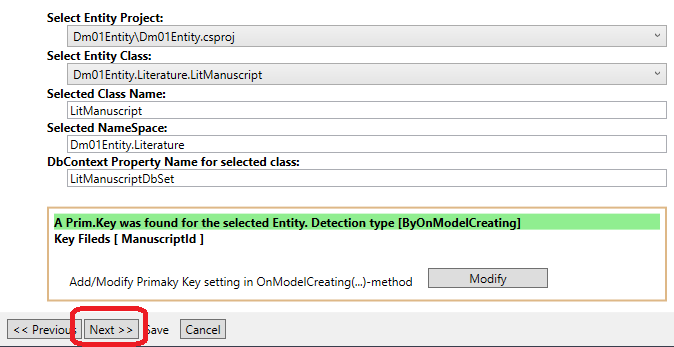 Select Entity Project:
Dm01Entity\Dm01Entity.csproj
Select Entity Class:
Dm01Entity.Literature.LitManuscript
Selected Class Name:
LitManuscript
Selected NameSpace:
Dm01Entity.Literature
DbContext Property Name for selected class:
LitManuscriptDbSet
A Prim.Key was found for the selected Entity. Detection type [ByOnModelCreating]
Key Fileds [ ManuscriptId ]
Add/Modify Primaky Key setting in OnModelCreating(...)-method Modify
<< Previous Next >> Save Cancel